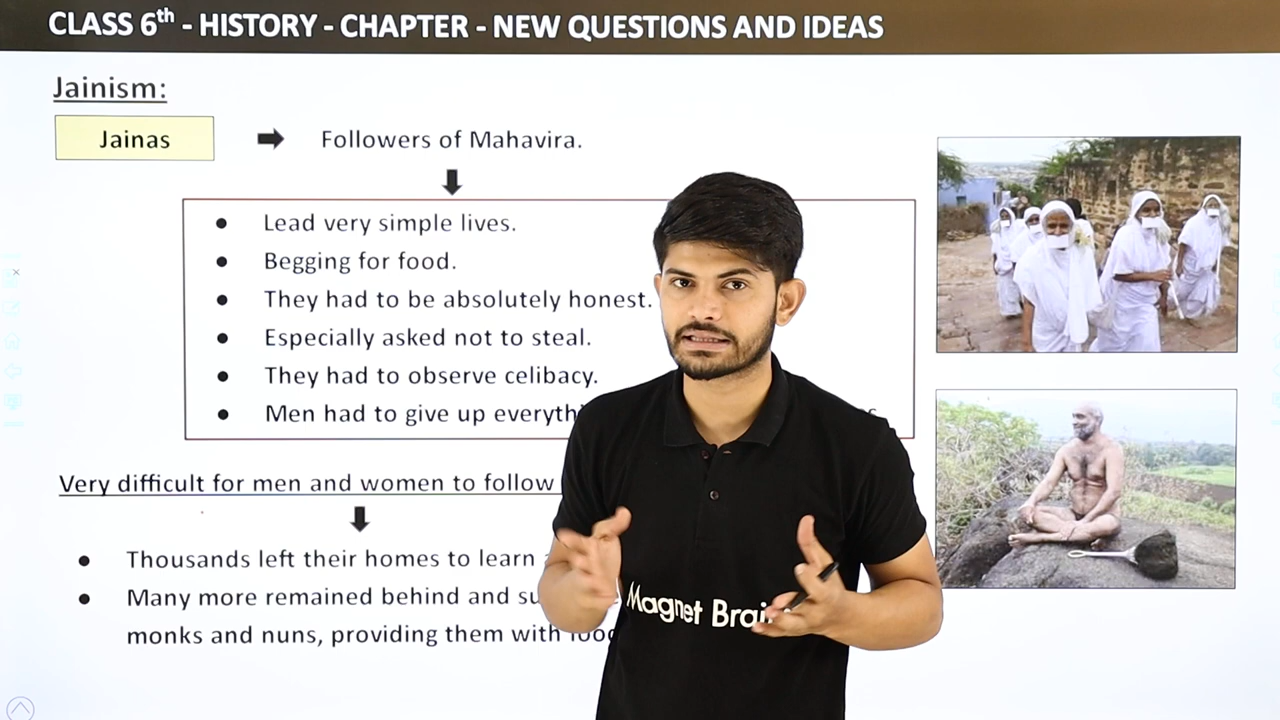 CLASS 6th - HISTORY - CHAPTER - NEW QUESTIONS AND IDEAS
Jainism:
Jainas
Followers of Mahavira.
• Lead very simple lives.
• Begging for food.
• They had to be absolutely honest.
• Especially asked not to steal.
• They had to observe celibacy.
• Men had to give up
Very difficult for men and women to follow
• Thousands left their homes to learn
• Many more remained behind and
monks and nuns, providing them with
Magnet